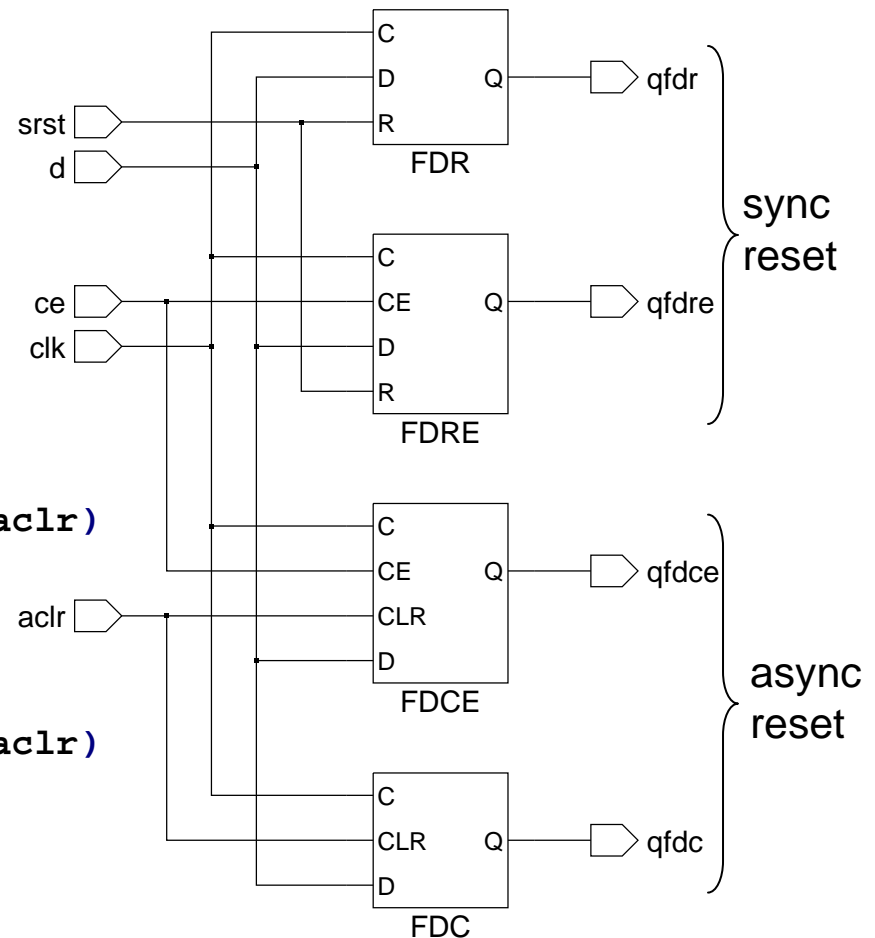 C
D
Q
qfdr
srst
R
FDR
d
sync
reset
C
ce
CE
Q
qfdre
clk
D
R
FDRE
aclr)
C
CE
Q
qfdce
aclr
CLR
D
FDCE
async
reset
aclr)
C
CLR
Q
qfdc
D
FDC